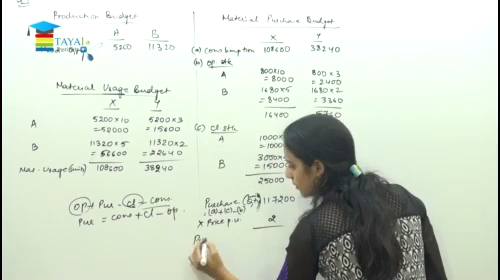 Production Budget
A B
5200 11320
TAYAL
Material Usage Budget
X Y
A 5200×10 5200×3
=52000 =15600
B 11320×5 11320×2
=56600 =22640
Mat. usage(units) 108600 38240
op + Pur - cl = cons.
Pur = cons + cl - op.
Material Purchase Budget
X Y
(a) consumption 108600 38240
(b) op. stk
A 800×10 800×3
=8000 =2400
B 1680×5 1680×2
=8400 =3360
16400 5760
(c) cl. stk
A 1000×
=1000
B 3000×
=15000
25000
Purchase 117200
(a)+(c)-(b)
× Price p.u. 2